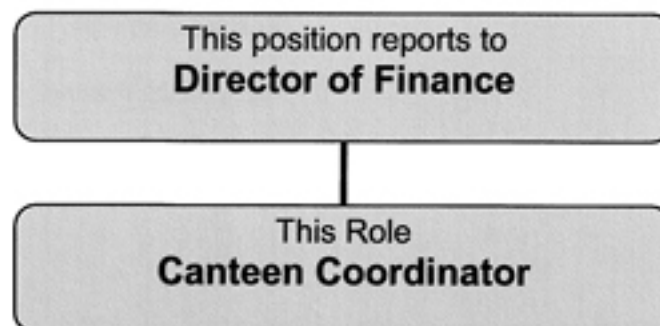 This position reports to
Director of Finance
This Role
Canteen Coordinator